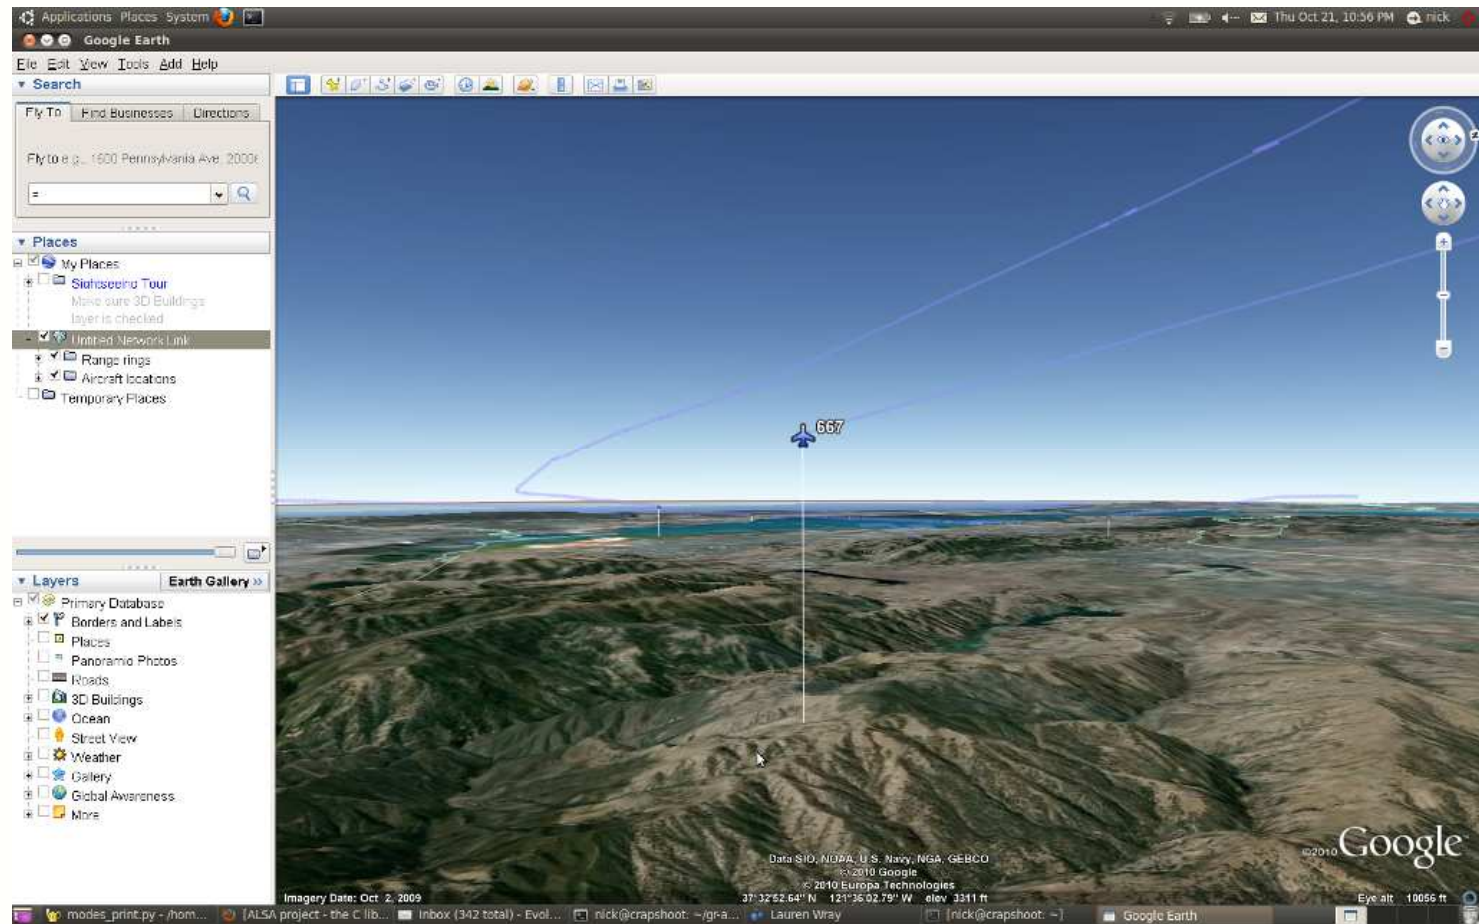 Applications Places System
Thu Oct 21, 10:56 PM nick
Google Earth
File Edit View Tools Add Help
Search
Fly To Find Businesses Directions
Fly to e.g., 1600 Pennsylvania Ave, 2000
=
Places
My Places
Sightseeing Tour
Make sure 3D Buildings
layer is checked
Untitled Network Link
Range rings
Aircraft locations
Temporary Places
Layers Earth Gallery »
Primary Database
Borders and Labels
Places
Panoramio Photos
Roads
3D Buildings
Ocean
Street View
Weather
Gallery
Global Awareness
More
667
Data SIO, NOAA, U.S. Navy, NGA, GEBCO
© 2010 Google
© 2010 Europa Technologies
©2010 Google
Imagery Date: Oct 2, 2009 37°32'52.64" N 121°36'02.79" W elev 3311 ft Eye alt 10056 ft
modes_print.py - /hom... [ALSA project - the C lib... Inbox (342 total) - Evol... nick@crapshoot: ~/gr-a... Lauren Wray [nick@crapshoot: ~] Google Earth